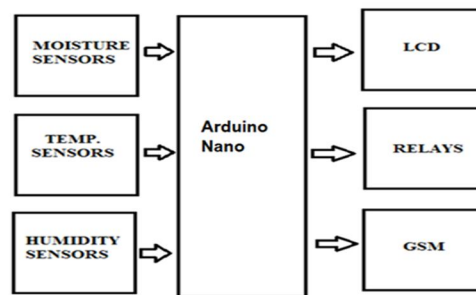 MOISTURE
SENSORS
TEMP.
SENSORS
HUMIDITY
SENSORS
Arduino
Nano
LCD
RELAYS
GSM